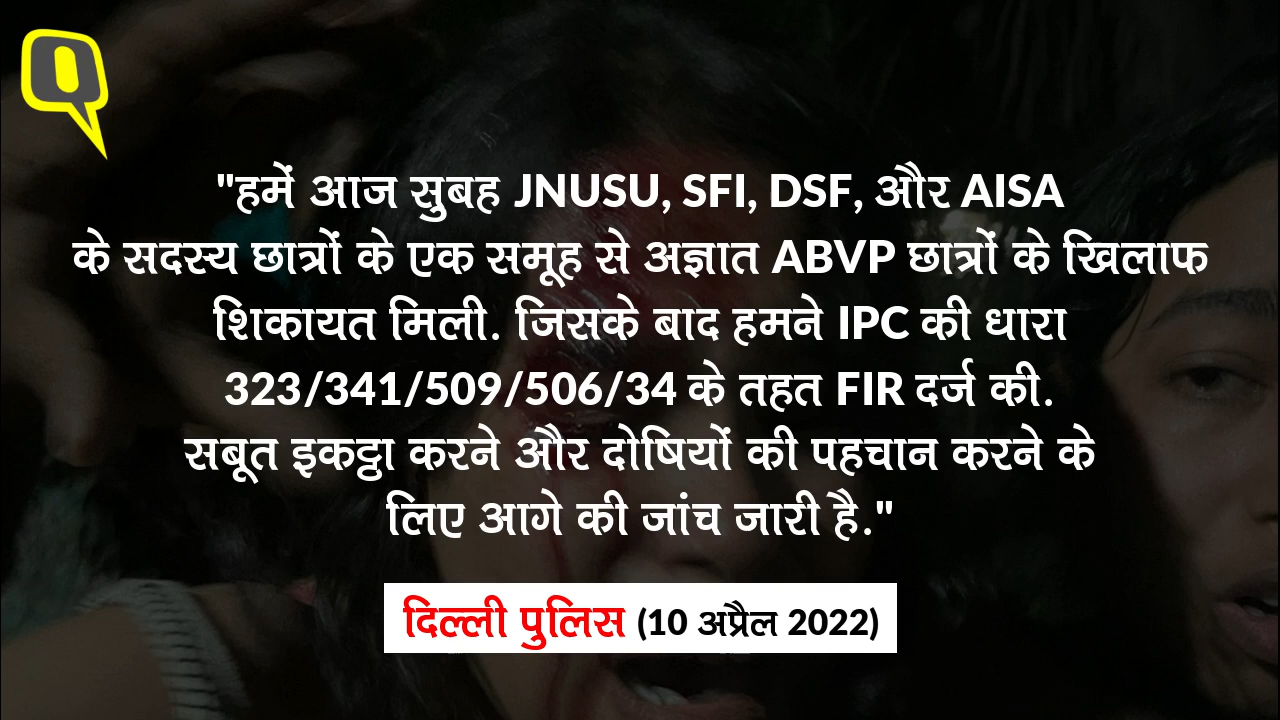 "हमें आज सुबह JNUSU, SFI, DSF, और AISA
के सदस्य छात्रों के एक समूह से अज्ञात ABVP छात्रों के खिलाफ
शिकायत मिली. जिसके बाद हमने IPC की धारा
323/341/509/506/34 के तहत FIR दर्ज की.
सबूत इकट्ठा करने और दोषियों की पहचान करने के
लिए आगे की जांच जारी है."
दिल्ली पुलिस (10 अप्रैल 2022)